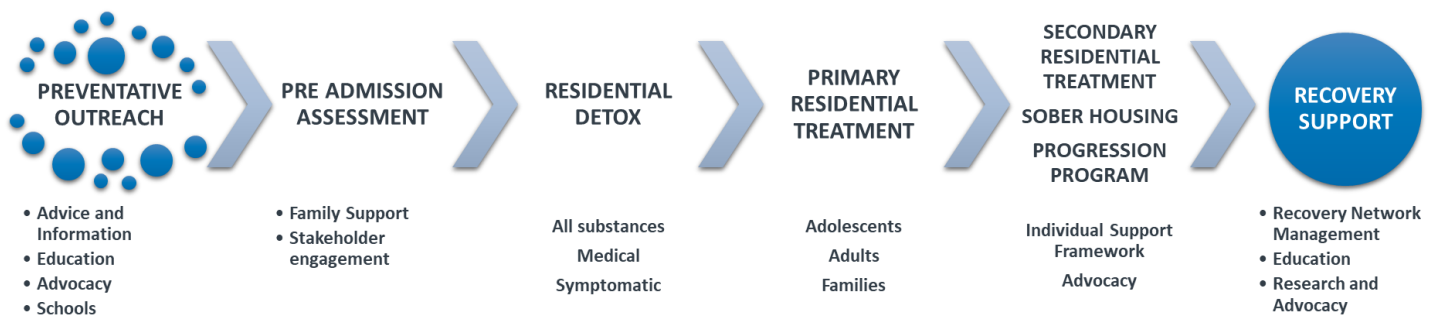 PREVENTATIVE
OUTREACH
• Advice and
Information
• Education
• Advocacy
• Schools
PRE ADMISSION
ASSESSMENT
• Family Support
• Stakeholder
engagement
RESIDENTIAL
DETOX
All substances
Medical
Symptomatic
PRIMARY
RESIDENTIAL
TREATMENT
Adolescents
Adults
Families
SECONDARY
RESIDENTIAL
TREATMENT
SOBER HOUSING
PROGRESSION
PROGRAM
Individual Support
Framework
Advocacy
RECOVERY
SUPPORT
• Recovery Network
Management
• Education
• Research and
Advocacy